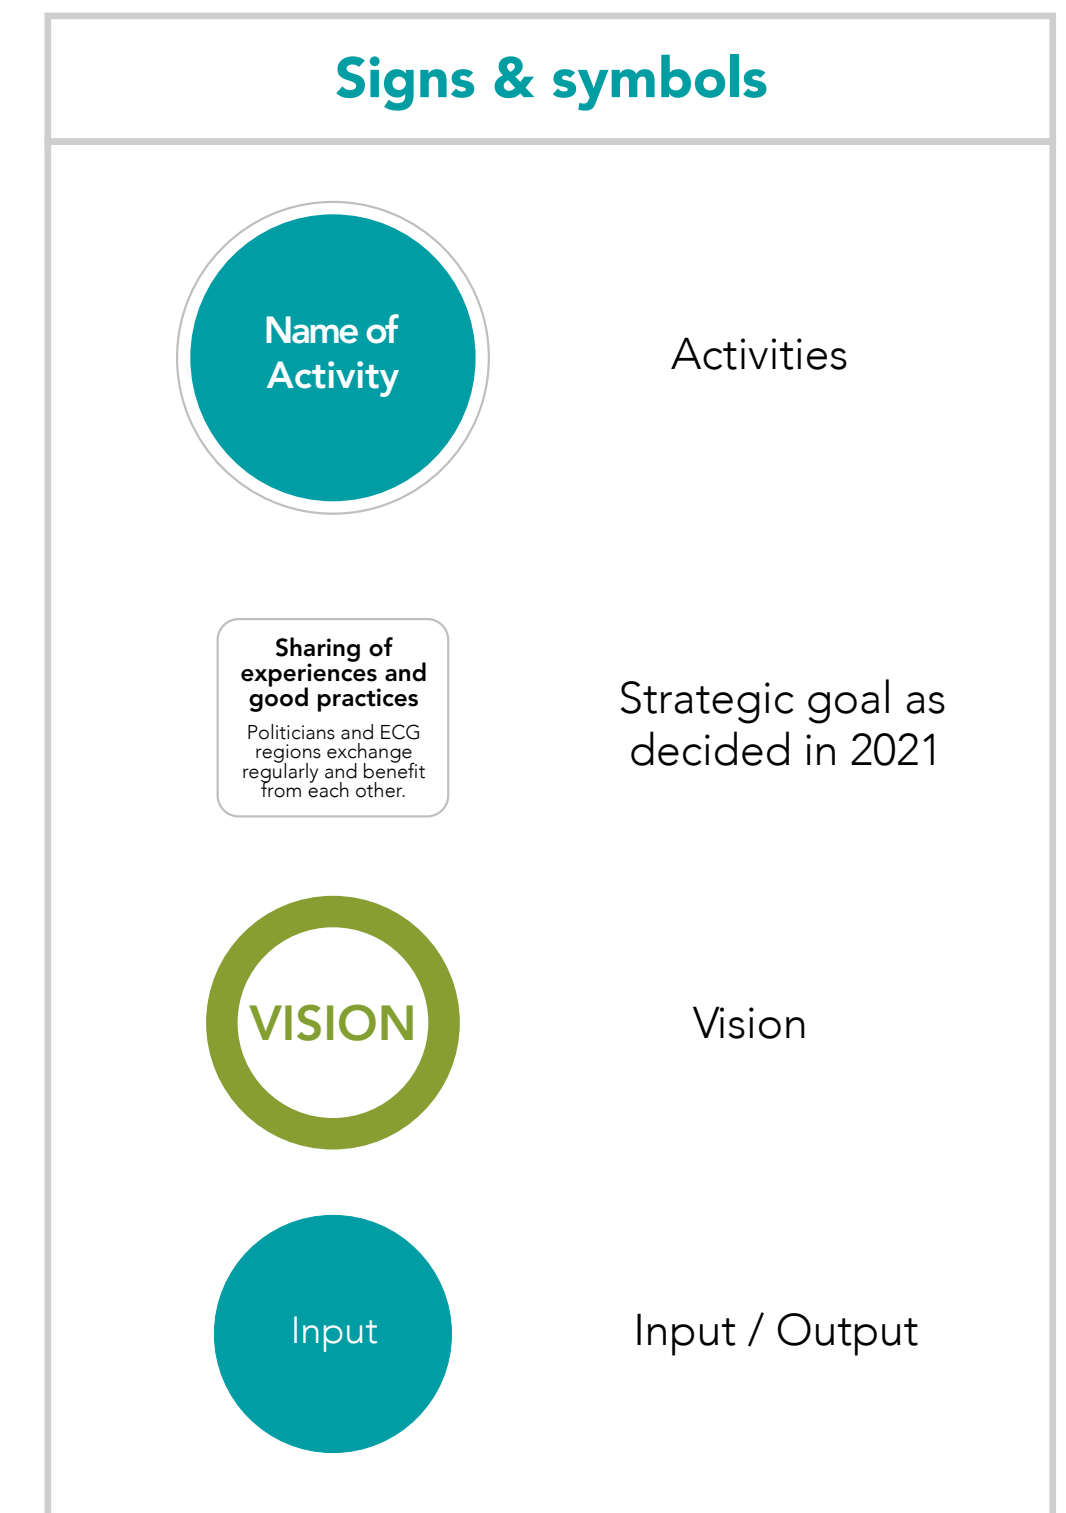 Signs & symbols
Name of
Activity
Activities
Sharing of
experiences and
good practices
Politicians and ECG
regions exchange
regularly and benefit
from each other.
Strategic goal as
decided in 2021
VISION
Vision
Input
Input / Output